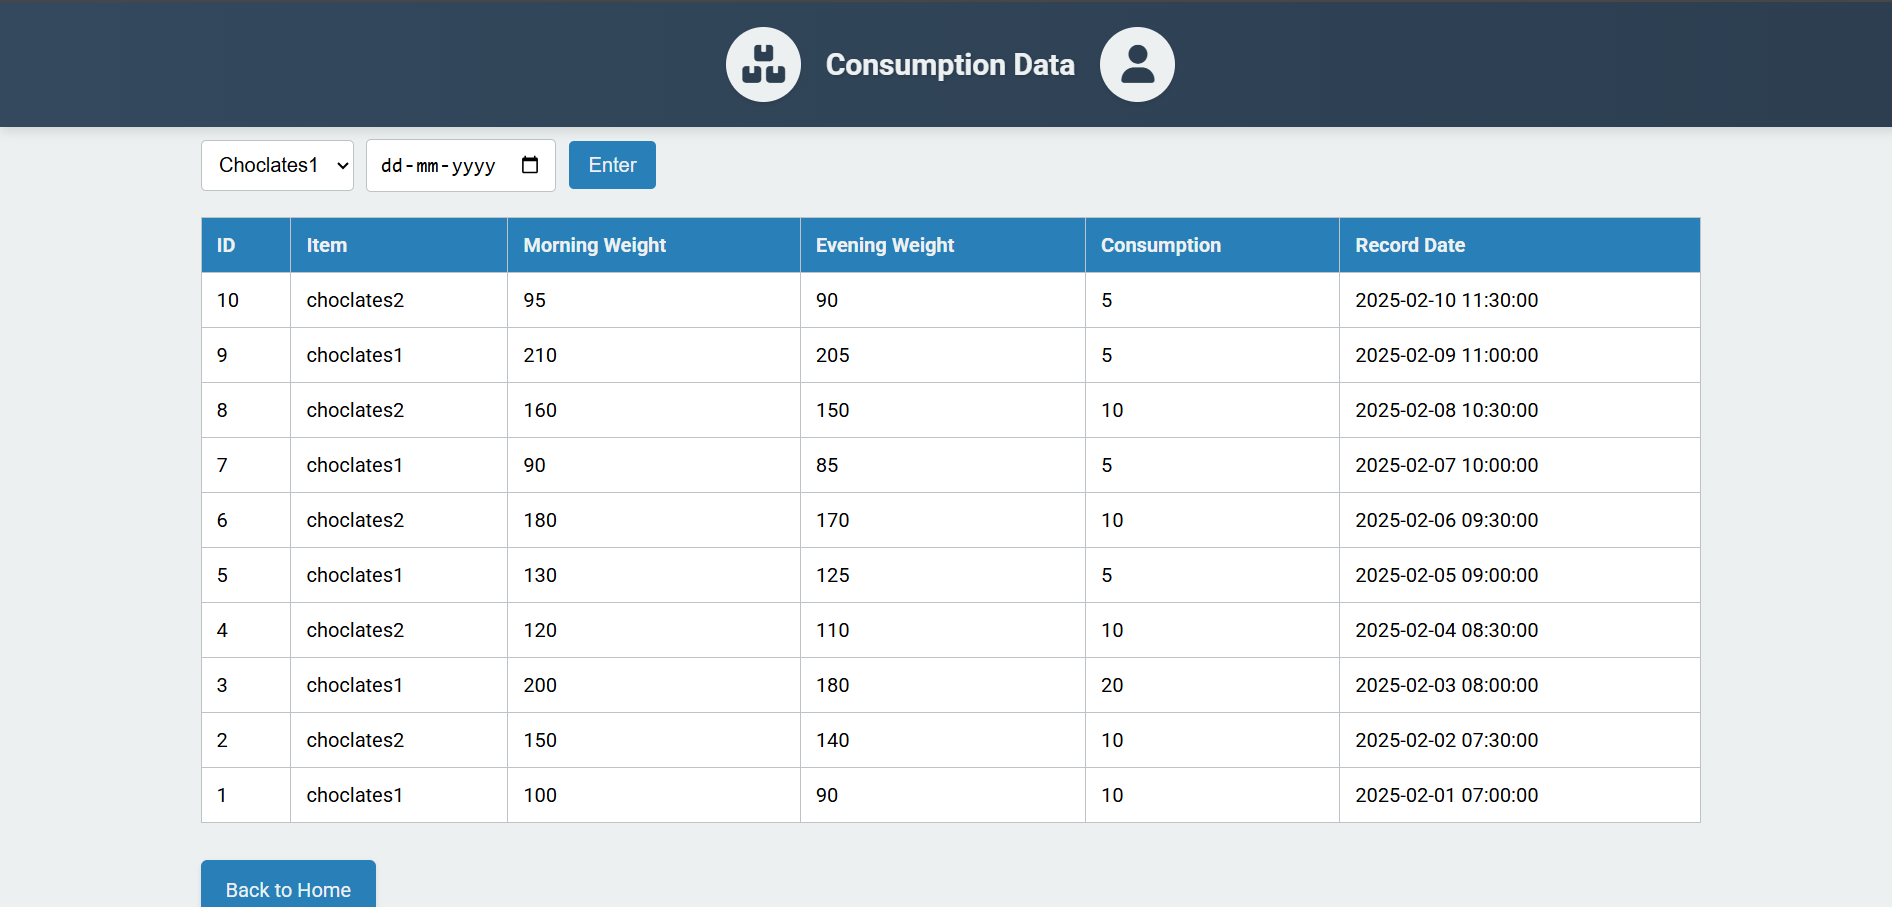 Consumption Data
Choclates1 dd-mm-yyyy Enter
ID Item Morning Weight Evening Weight Consumption Record Date
10 choclates2 95 90 5 2025-02-10 11:30:00
9 choclates1 210 205 5 2025-02-09 11:00:00
8 choclates2 160 150 10 2025-02-08 10:30:00
7 choclates1 90 85 5 2025-02-07 10:00:00
6 choclates2 180 170 10 2025-02-06 09:30:00
5 choclates1 130 125 5 2025-02-05 09:00:00
4 choclates2 120 110 10 2025-02-04 08:30:00
3 choclates1 200 180 20 2025-02-03 08:00:00
2 choclates2 150 140 10 2025-02-02 07:30:00
1 choclates1 100 90 10 2025-02-01 07:00:00
Back to Home